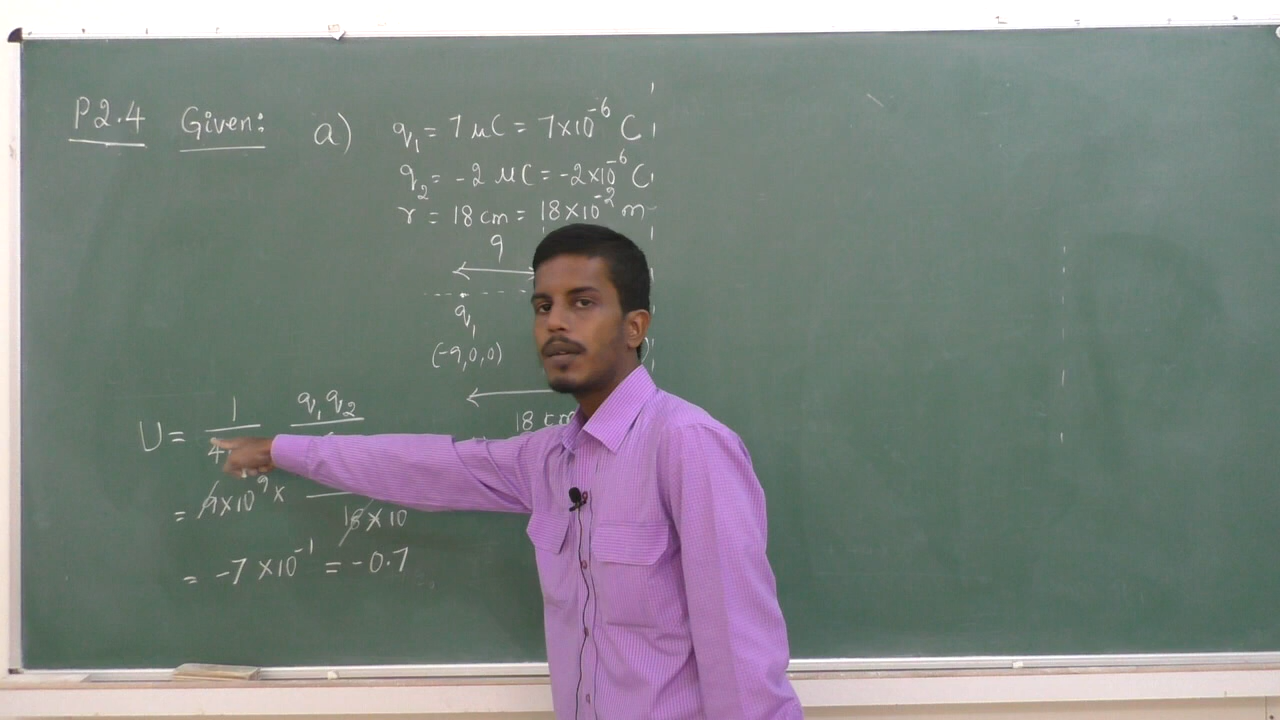 P2.4 Given: a) q₁ = 7 μC = 7×10⁻⁶ C
q₂ = -2 μC = -2×10⁻⁶ C
r = 18 cm = 18×10⁻² m
9
q₁
(-9,0,0) )
18 cm
U = 1/4 q₁q₂
= 9×10⁹ × /18×10
= -7×10⁻¹ = -0.7